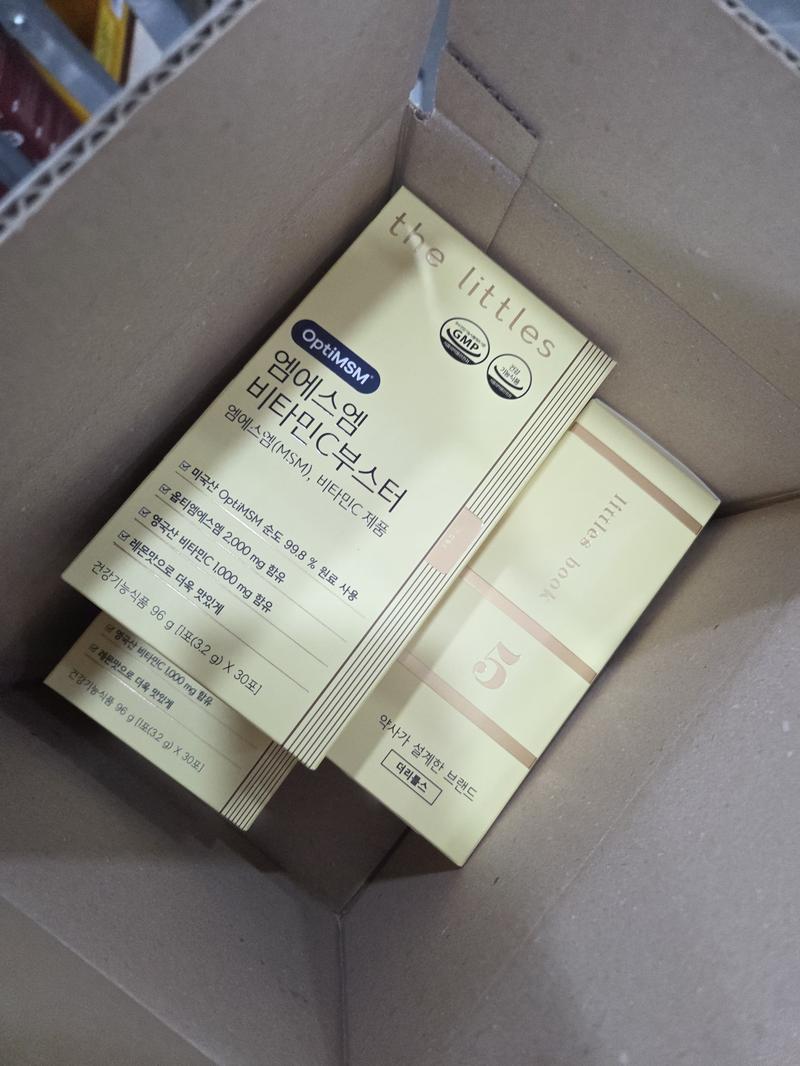 the littles
GMP
건강
기능식품
OptiMSM
엠에스엠
비타민C부스터
엠에스엠(MSM), 비타민C 제품
미국산 OptiMSM 순도 99.8 % 원료 사용
옵티엠에스엠 2,000 mg 함유
영국산 비타민C 1,000 mg 함유
레몬맛으로 더욱 맛있게
건강기능식품 96 g [1포(3.2 g) X 30포]
영국산 비타민C 1,000 mg 함유
레몬맛으로 더욱 맛있게
건강기능식품 96 g [1포(3.2 g) X 30포]
littles book
5
약사가 설계한 브랜드
더리틀스